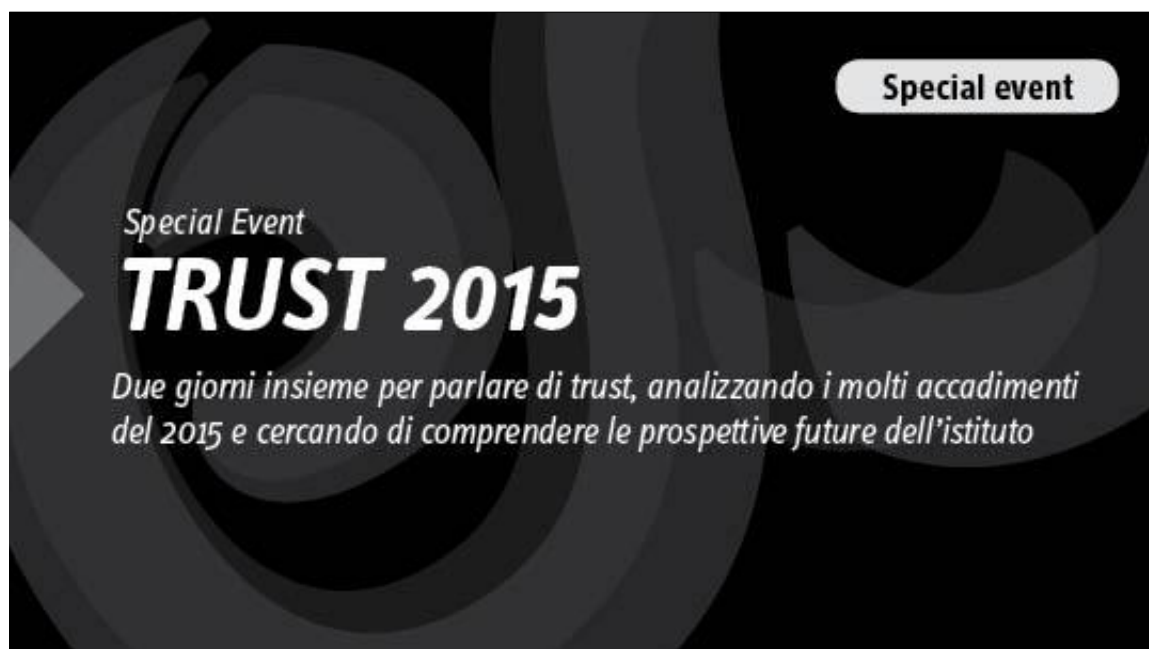 Special event
Special Event
TRUST 2015
Due giorni insieme per parlare di trust, analizzando i molti accadimenti
del 2015 e cercando di comprendere le prospettive future dell'istituto